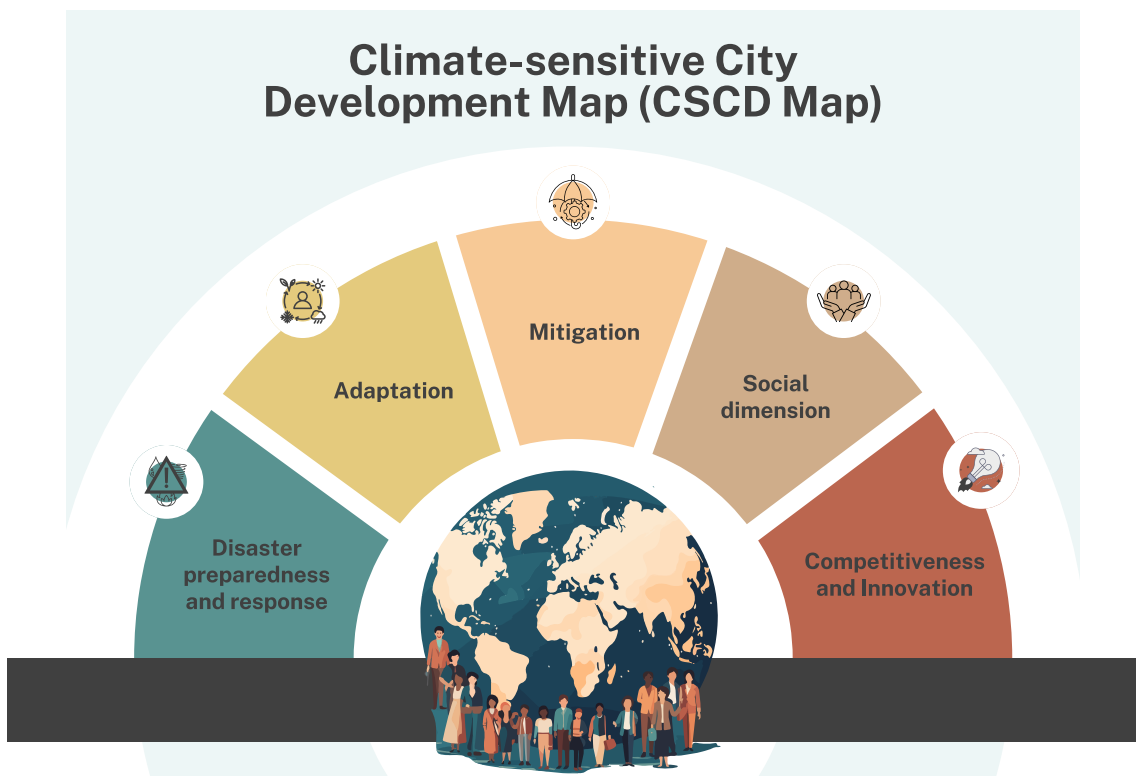 Climate-sensitive City
Development Map (CSCD Map)
Mitigation
Adaptation
Social
dimension
Disaster
preparedness
and response
Competitiveness
and Innovation